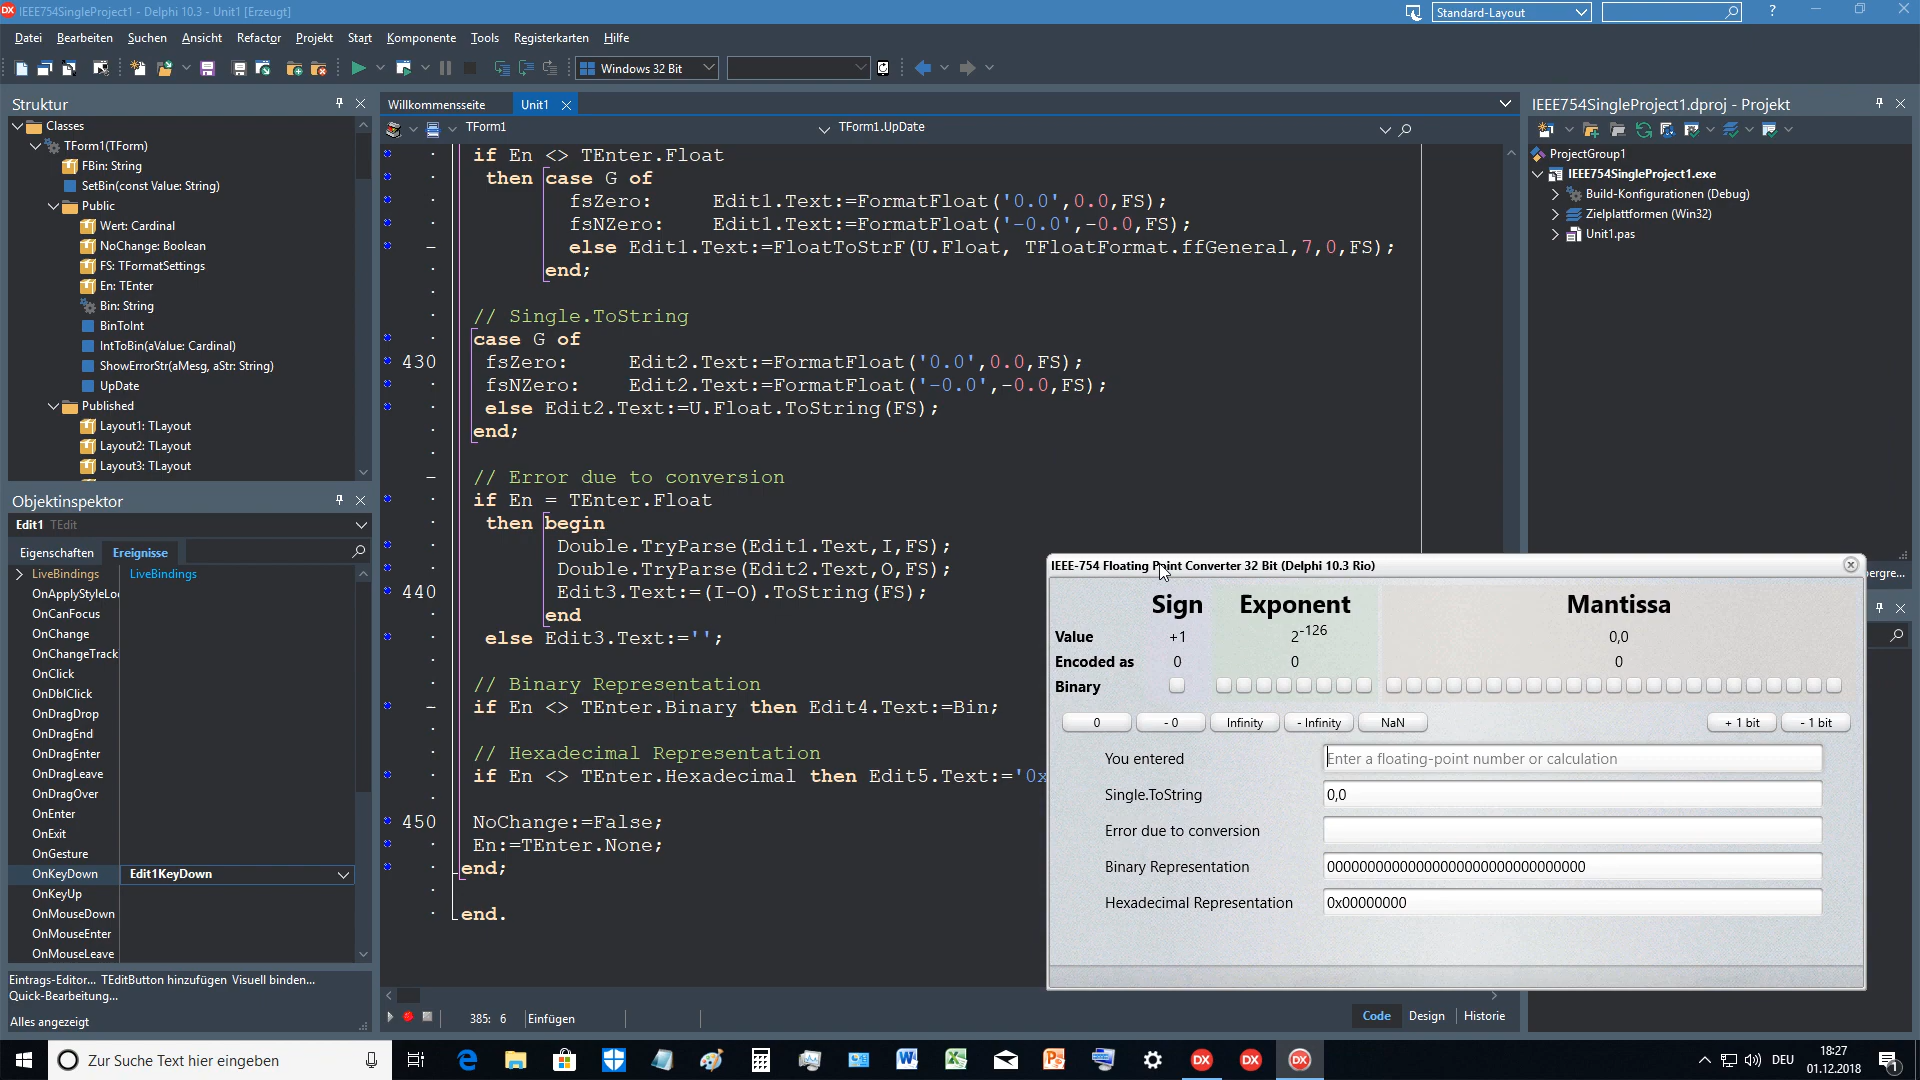 IEEE754SingleProject1 - Delphi 10.3 - Unit1 [Erzeugt]
Standard-Layout
?
Datei Bearbeiten Suchen Ansicht Refactor Projekt Start Komponente Tools Registerkarten Hilfe
Windows 32 Bit
Struktur
Classes
TForm1(TForm)
FBin: String
SetBin(const Value: String)
Public
Wert: Cardinal
NoChange: Boolean
FS: TFormatSettings
En: TEnter
Bin: String
BinToInt
IntToBin(aValue: Cardinal)
ShowErrorStr(aMesg, aStr: String)
UpDate
Published
Layout1: TLayout
Layout2: TLayout
Layout3: TLayout
Objektinspektor
Edit1 TEdit
Eigenschaften Ereignisse
LiveBindings LiveBindings
OnApplyStyleLo
OnCanFocus
OnChange
OnChangeTrack
OnClick
OnDblClick
OnDragDrop
OnDragEnd
OnDragEnter
OnDragLeave
OnDragOver
OnEnter
OnExit
OnGesture
OnKeyDown Edit1KeyDown
OnKeyUp
OnMouseDown
OnMouseEnter
OnMouseLeave
Eintrags-Editor... TEditButton hinzufügen Visuell binden...
Quick-Bearbeitung...
Alles angezeigt
Willkommensseite Unit1
TForm1 TForm1.UpDate
if En <> TEnter.Float
then case G of
fsZero: Edit1.Text:=FormatFloat('0.0',0.0,FS);
fsNZero: Edit1.Text:=FormatFloat('-0.0',-0.0,FS);
else Edit1.Text:=FloatToStrF(U.Float, TFloatFormat.ffGeneral,7,0,FS);
end;
// Single.ToString
case G of
430 fsZero: Edit2.Text:=FormatFloat('0.0',0.0,FS);
fsNZero: Edit2.Text:=FormatFloat('-0.0',-0.0,FS);
else Edit2.Text:=U.Float.ToString(FS);
end;
// Error due to conversion
if En = TEnter.Float
then begin
Double.TryParse(Edit1.Text,I,FS);
Double.TryParse(Edit2.Text,O,FS);
440 Edit3.Text:=(I-O).ToString(FS);
end
else Edit3.Text:='';
// Binary Representation
if En <> TEnter.Binary then Edit4.Text:=Bin;
// Hexadecimal Representation
if En <> TEnter.Hexadecimal then Edit5.Text:='0x
450 NoChange:=False;
En:=TEnter.None;
end;
end.
385: 6 Einfügen
Code Design Historie
IEEE754SingleProject1.dproj - Projekt
ProjectGroup1
IEEE754SingleProject1.exe
Build-Konfigurationen (Debug)
Zielplattformen (Win32)
Unit1.pas
IEEE-754 Floating Point Converter 32 Bit (Delphi 10.3 Rio)
Sign Exponent Mantissa
Value +1 2-126 0,0
Encoded as 0 0 0
Binary
0 - 0 Infinity - Infinity NaN + 1 bit - 1 bit
You entered Enter a floating-point number or calculation
Single.ToString 0,0
Error due to conversion
Binary Representation 00000000000000000000000000000000
Hexadecimal Representation 0x00000000
Zur Suche Text hier eingeben
DEU
18:27
01.12.2018